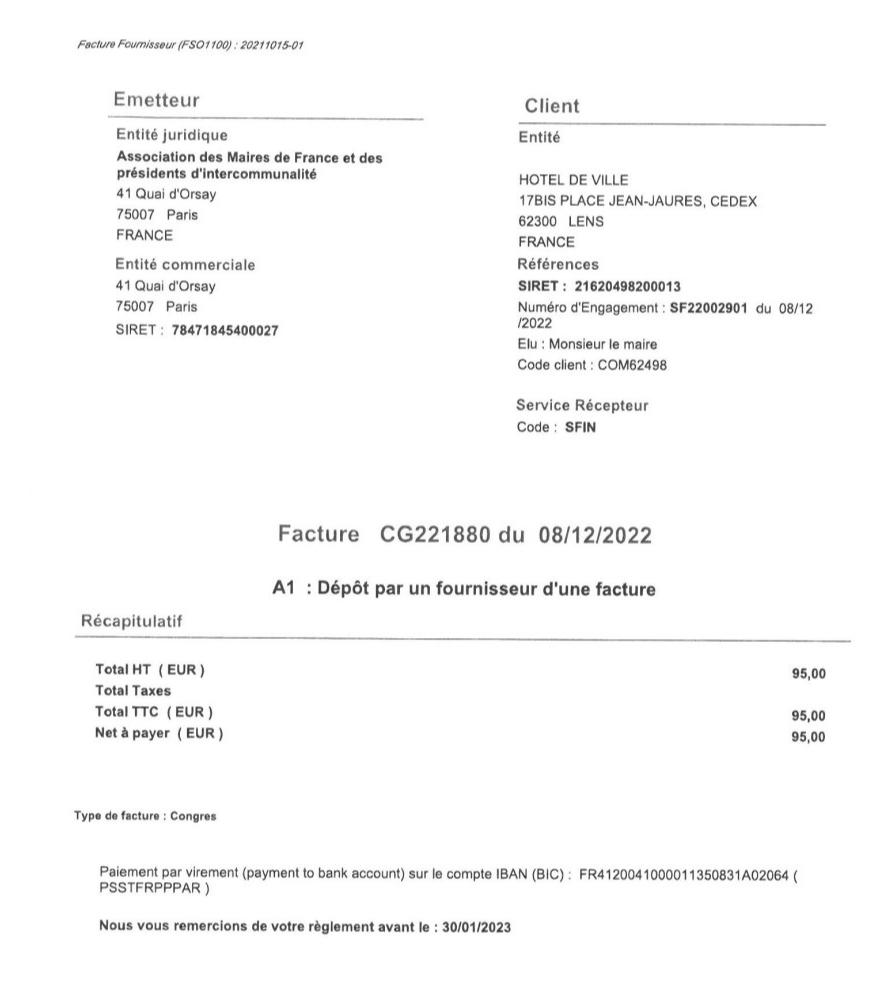 Facture Fournisseur (FSO1100) : 20211015-01
Emetteur
Entité juridique
Association des Maires de France et des
présidents d'intercommunalité
41 Quai d'Orsay
75007 Paris
FRANCE
Entité commerciale
41 Quai d'Orsay
75007 Paris
SIRET : 78471845400027
Client
Entité
HOTEL DE VILLE
17BIS PLACE JEAN-JAURES, CEDEX
62300 LENS
FRANCE
Références
SIRET : 21620498200013
Numéro d'Engagement : SF22002901 du 08/12
/2022
Elu : Monsieur le maire
Code client : COM62498
Service Récepteur
Code : SFIN
Facture CG221880 du 08/12/2022
A1 : Dépôt par un fournisseur d'une facture
Récapitulatif
Total HT ( EUR ) 95,00
Total Taxes
Total TTC ( EUR ) 95,00
Net à payer ( EUR ) 95,00
Type de facture : Congres
Paiement par virement (payment to bank account) sur le compte IBAN (BIC) : FR4120041000011350831A02064 (
PSSTFRPPPAR )
Nous vous remercions de votre règlement avant le : 30/01/2023